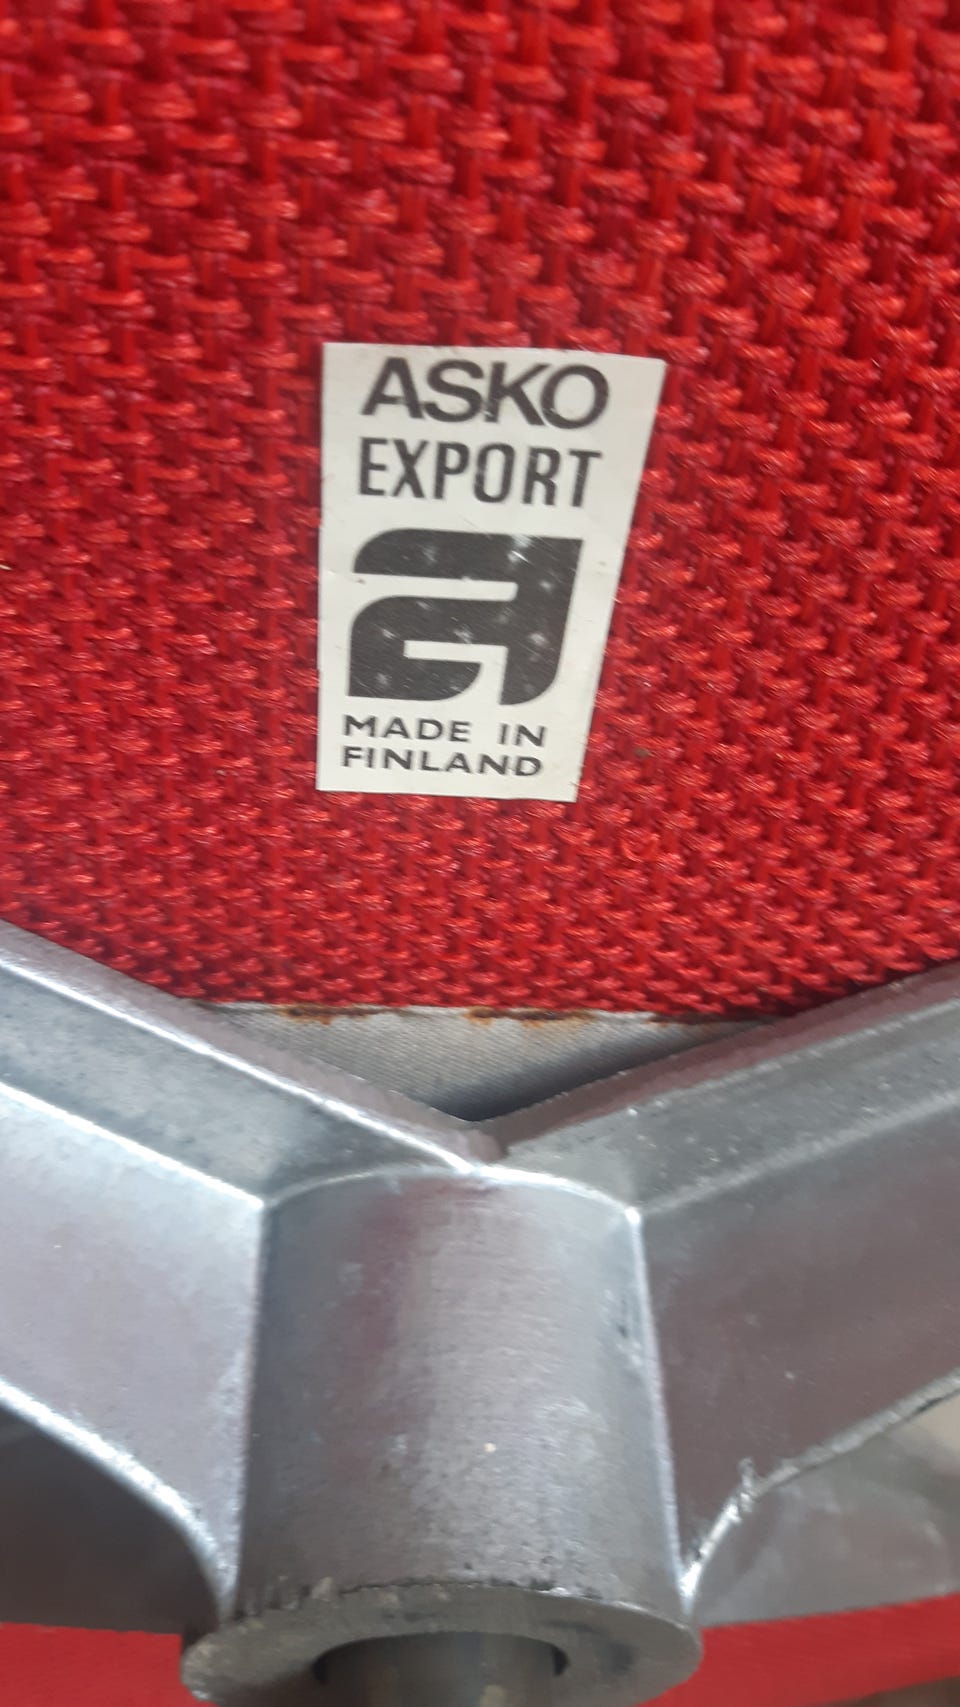 ASKO
EXPORT
a
MADE IN
FINLAND